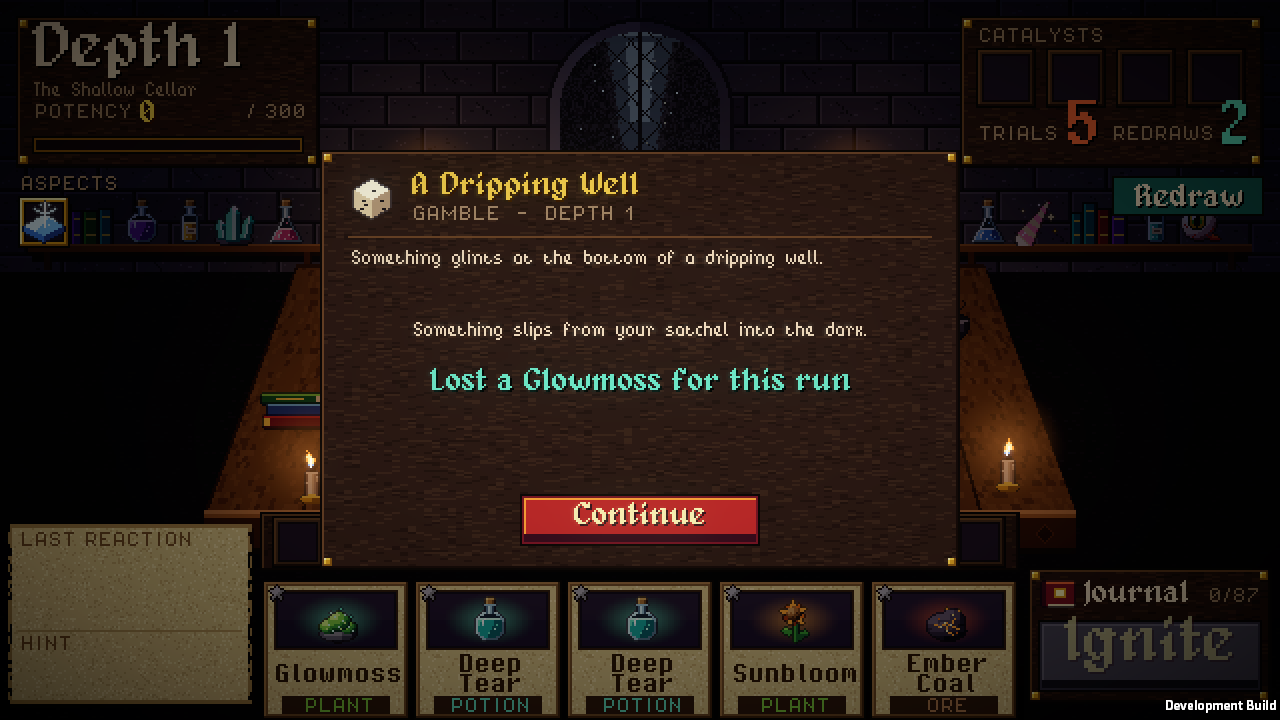 Depth 1
The Shallow Cellar
POTENCY 0 / 300
CATALYSTS
TRIALS 5 REDRAWS 2
ASPECTS
Redraw
A Dripping Well
GAMBLE - DEPTH 1
Something glints at the bottom of a dripping well.
Something slips from your satchel into the dark.
Lost a Glowmoss for this run
Continue
LAST REACTION
HINT
Glowmoss
PLANT
Deep
Tear
POTION
Deep
Tear
POTION
Sunbloom
PLANT
Ember
Coal
ORE
Journal 0/87
Ignite
Development Build